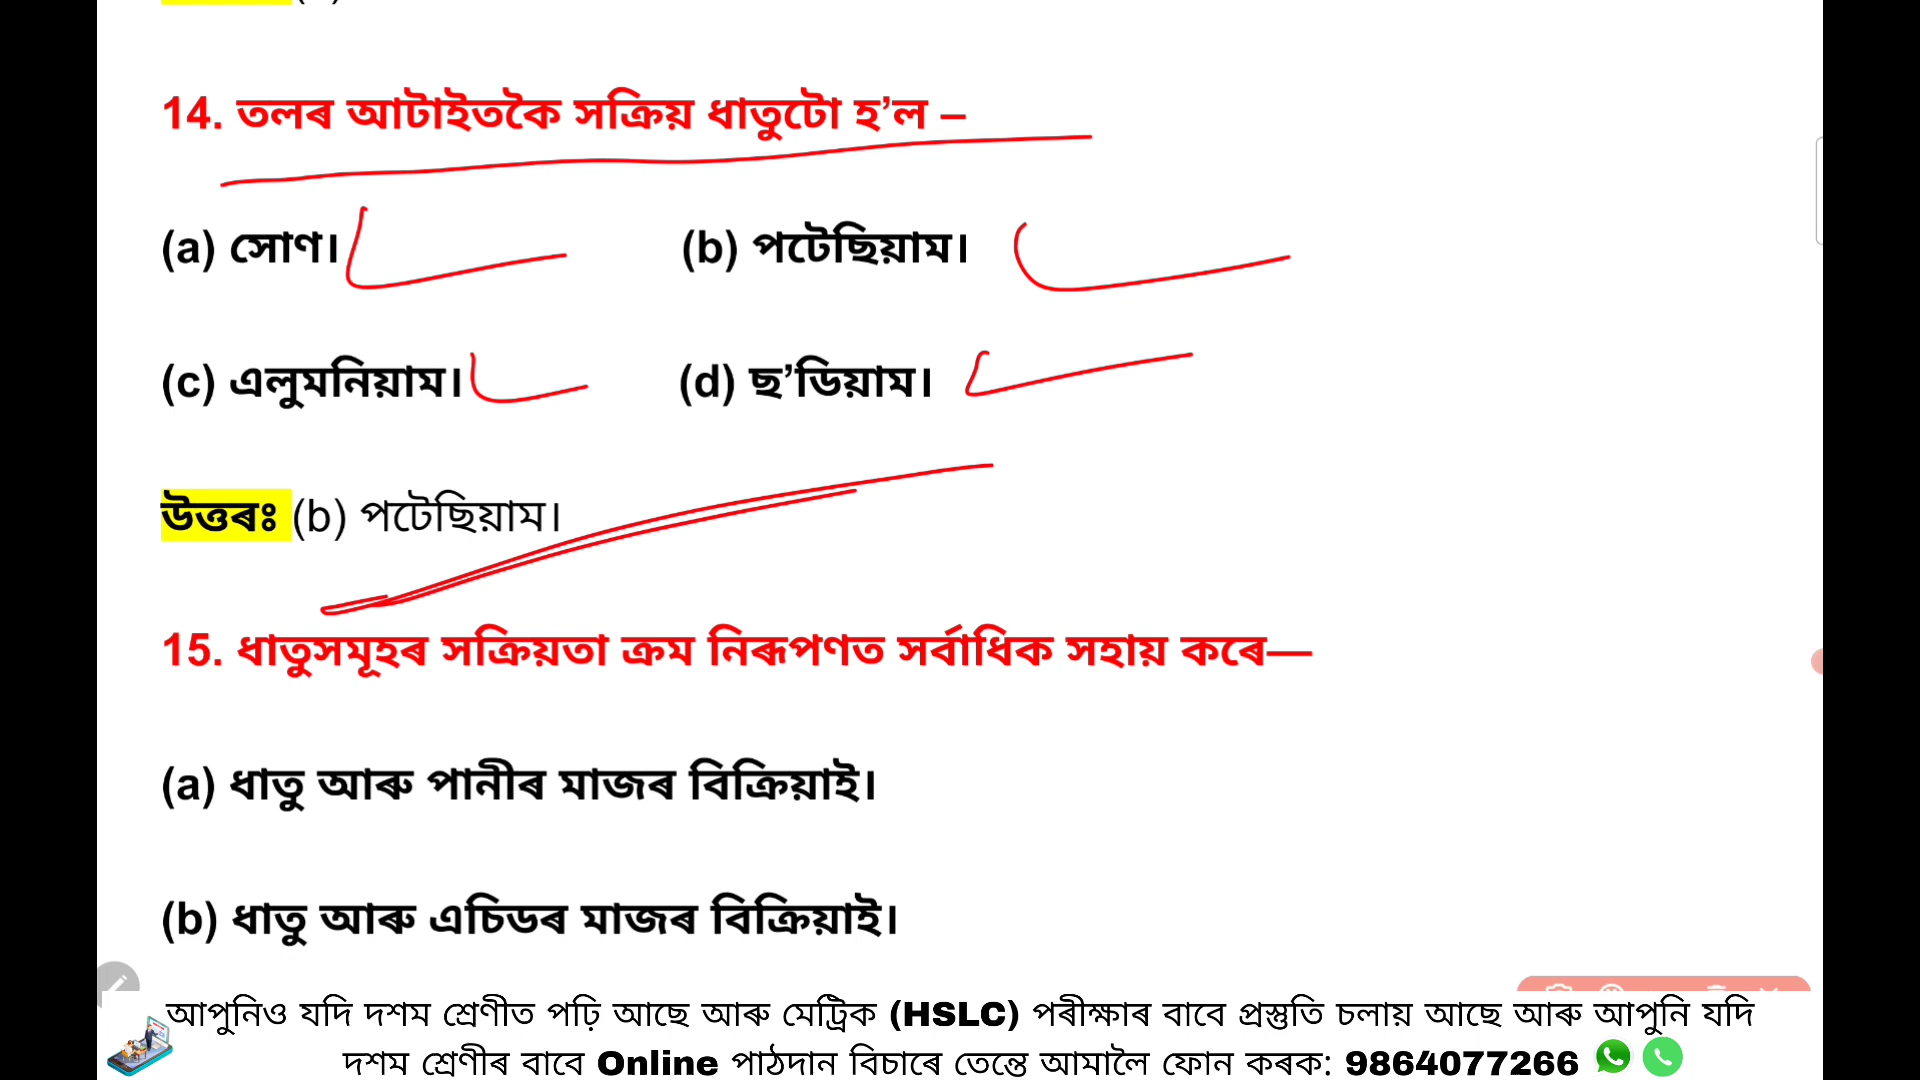 14. তলৰ আটাইতকৈ সক্ৰিয় ধাতুটো হ’ল –
(a) সোণ। (b) পটেছিয়াম।
(c) এলুমনিয়াম। (d) ছ’ডিয়াম।
উত্তৰঃ (b) পটেছিয়াম।
15. ধাতুসমূহৰ সক্ৰিয়তা ক্ৰম নিৰূপণত সৰ্বাধিক সহায় কৰে—
(a) ধাতু আৰু পানীৰ মাজৰ বিক্ৰিয়াই।
(b) ধাতু আৰু এচিডৰ মাজৰ বিক্ৰিয়াই।
আপুনিও যদি দশম শ্ৰেণীত পঢ়ি আছে আৰু মেট্ৰিক (HSLC) পৰীক্ষাৰ বাবে প্ৰস্তুতি চলায় আছে আৰু আপুনি যদি
দশম শ্ৰেণীৰ বাবে Online পাঠদান বিচাৰে তেন্তে আমালৈ ফোন কৰক: 9864077266